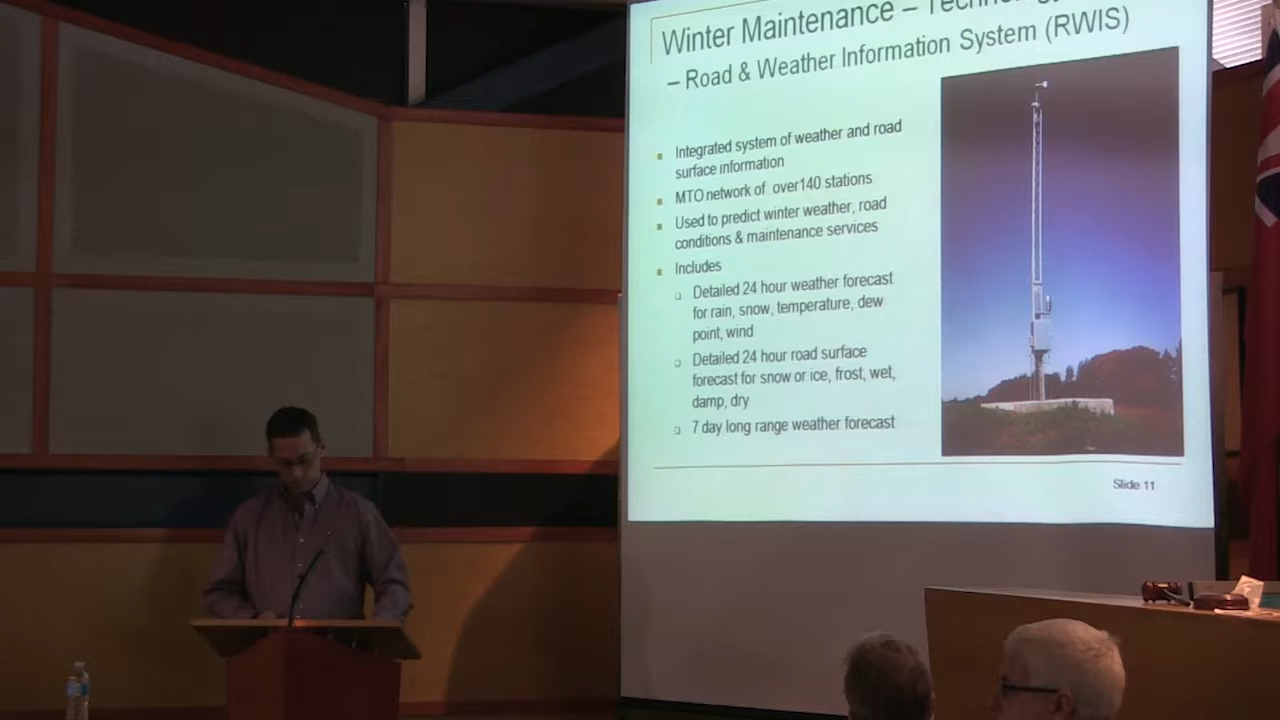 Winter Maintenance – Technology
– Road & Weather Information System (RWIS)
Integrated system of weather and road
surface information
MTO network of over140 stations
Used to predict winter weather, road
conditions & maintenance services
Includes
Detailed 24 hour weather forecast
for rain, snow, temperature, dew
point, wind
Detailed 24 hour road surface
forecast for snow or ice, frost, wet,
damp, dry
7 day long range weather forecast
Slide 11